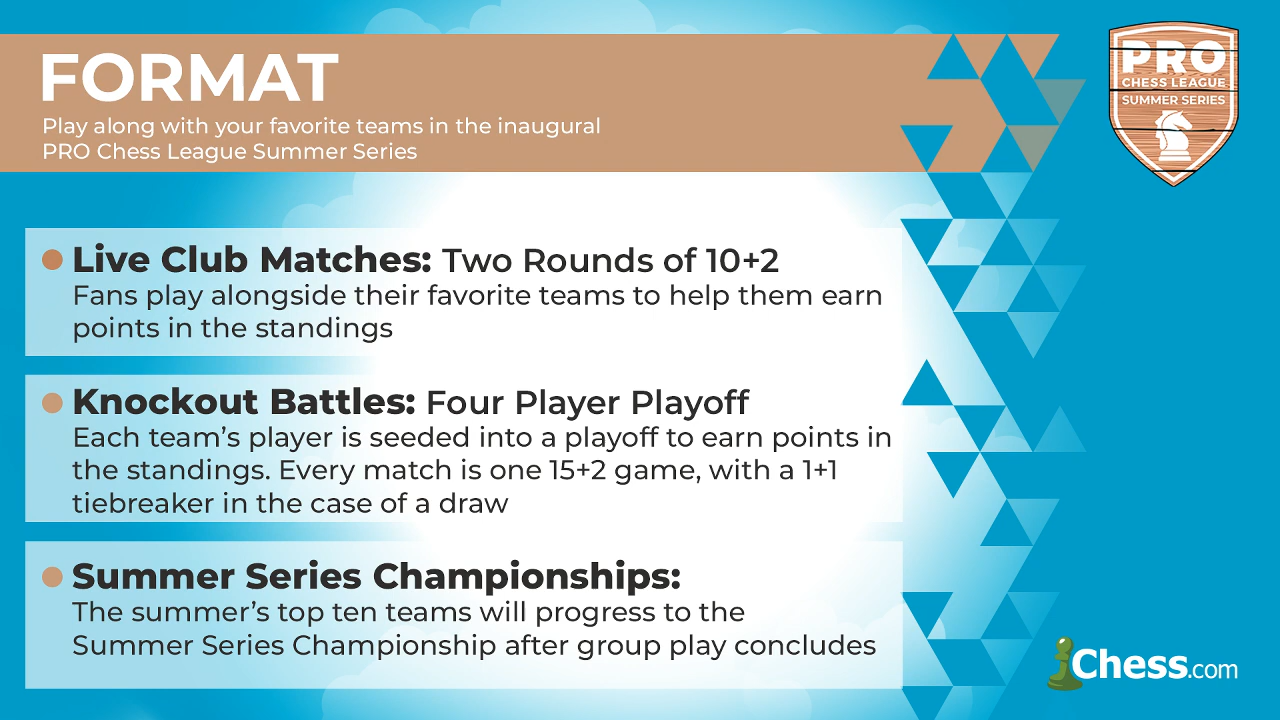 FORMAT
Play along with your favorite teams in the inaugural
PRO Chess League Summer Series
PRO
CHESS LEAGUE
SUMMER SERIES
Live Club Matches: Two Rounds of 10+2
Fans play alongside their favorite teams to help them earn
points in the standings
Knockout Battles: Four Player Playoff
Each team’s player is seeded into a playoff to earn points in
the standings. Every match is one 15+2 game, with a 1+1
tiebreaker in the case of a draw
Summer Series Championships:
The summer’s top ten teams will progress to the
Summer Series Championship after group play concludes
Chess.com